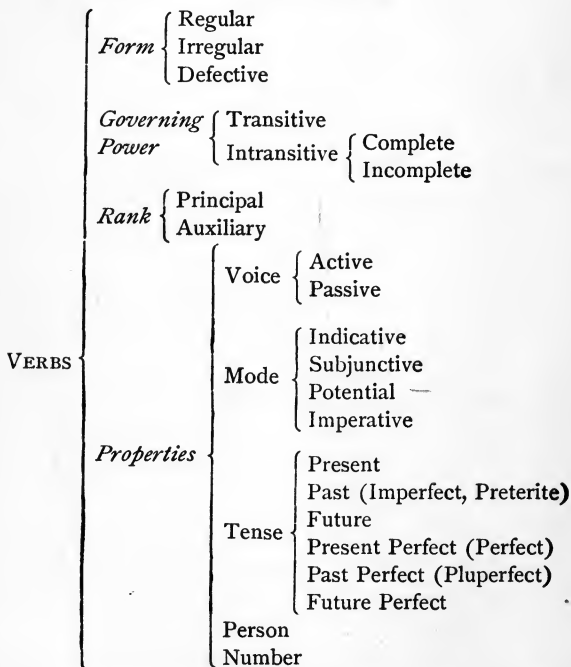 Regular
Form Irregular
Defective
Governing Transitive
Power Intransitive Complete
Incomplete
Rank Principal
Auxiliary
Voice Active
Passive
Indicative
Mode Subjunctive
Potential
Imperative
VERBS
Properties
Present
Past (Imperfect, Preterite)
Tense Future
Present Perfect (Perfect)
Past Perfect (Pluperfect)
Future Perfect
Person
Number